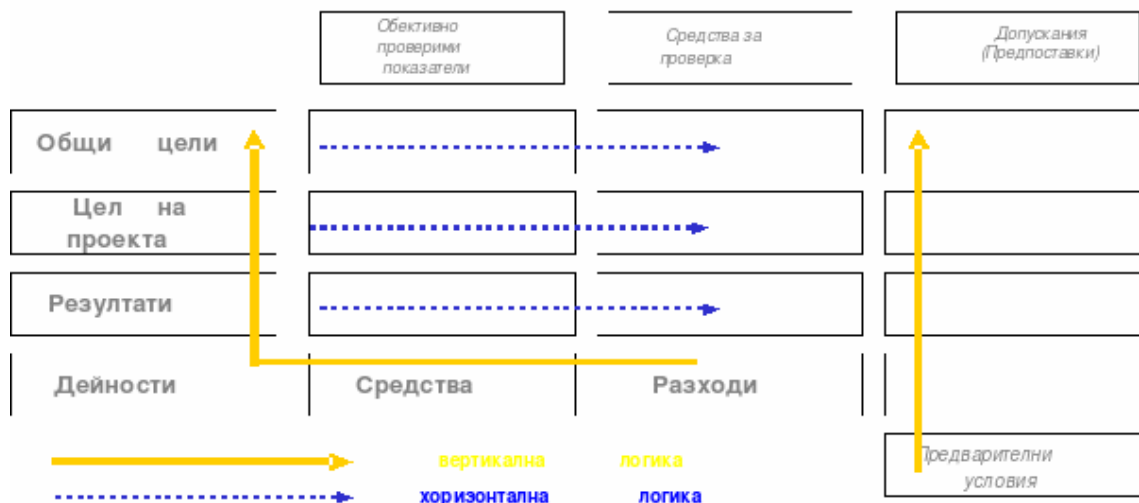 Обективно
проверими
показатели
Средства за
проверка
Допускания
(Предпоставки)
Общи цели
Цел на
проекта
Резултати
Дейности Средства Разходи
вертикална логика
хоризонтална логика
Предварителни
условия